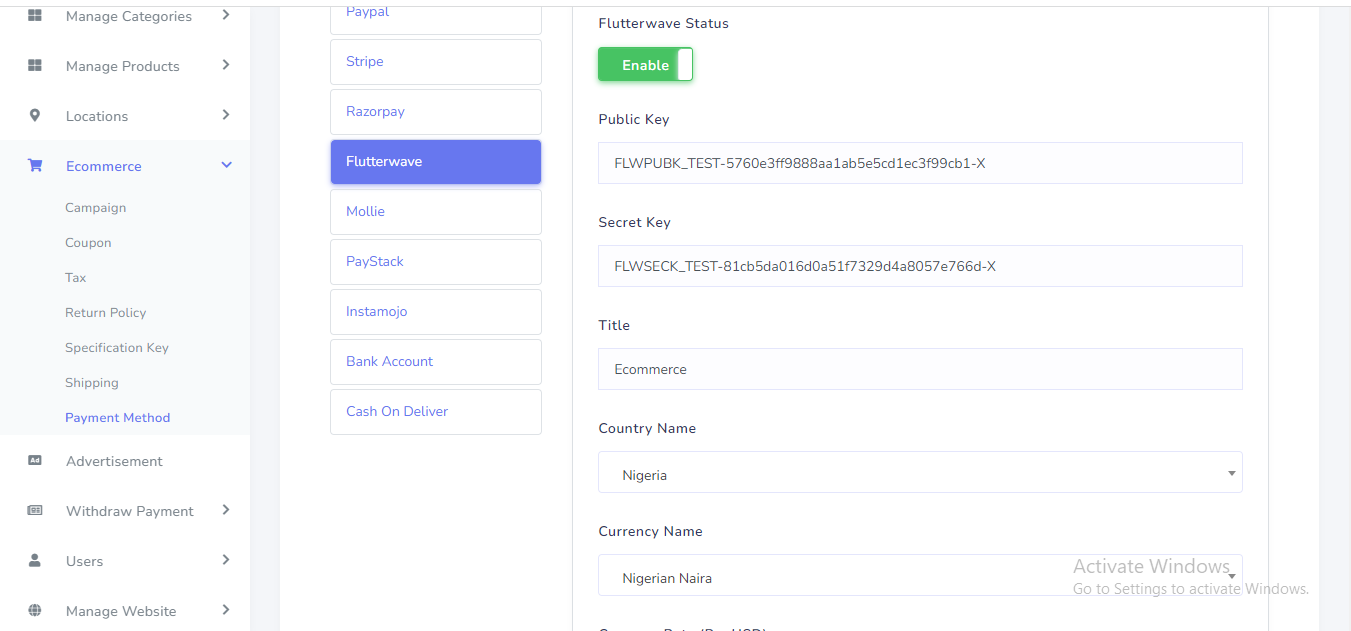 Manage Categories
Manage Products
Locations
Ecommerce
Campaign
Coupon
Tax
Return Policy
Specification Key
Shipping
Payment Method
Ad
Advertisement
Withdraw Payment
Users
Manage Website
Paypal
Stripe
Razorpay
Flutterwave
Mollie
PayStack
Instamojo
Bank Account
Cash On Deliver
Flutterwave Status
Enable
Public Key
FLWPUBK_TEST-5760e3ff9888aa1ab5e5cd1ec3f99cb1-X
Secret Key
FLWSECK_TEST-81cb5da016d0a51f7329d4a8057e766d-X
Title
Ecommerce
Country Name
Nigeria
Currency Name
Nigerian Naira
Activate Windows
Go to Settings to activate Windows.